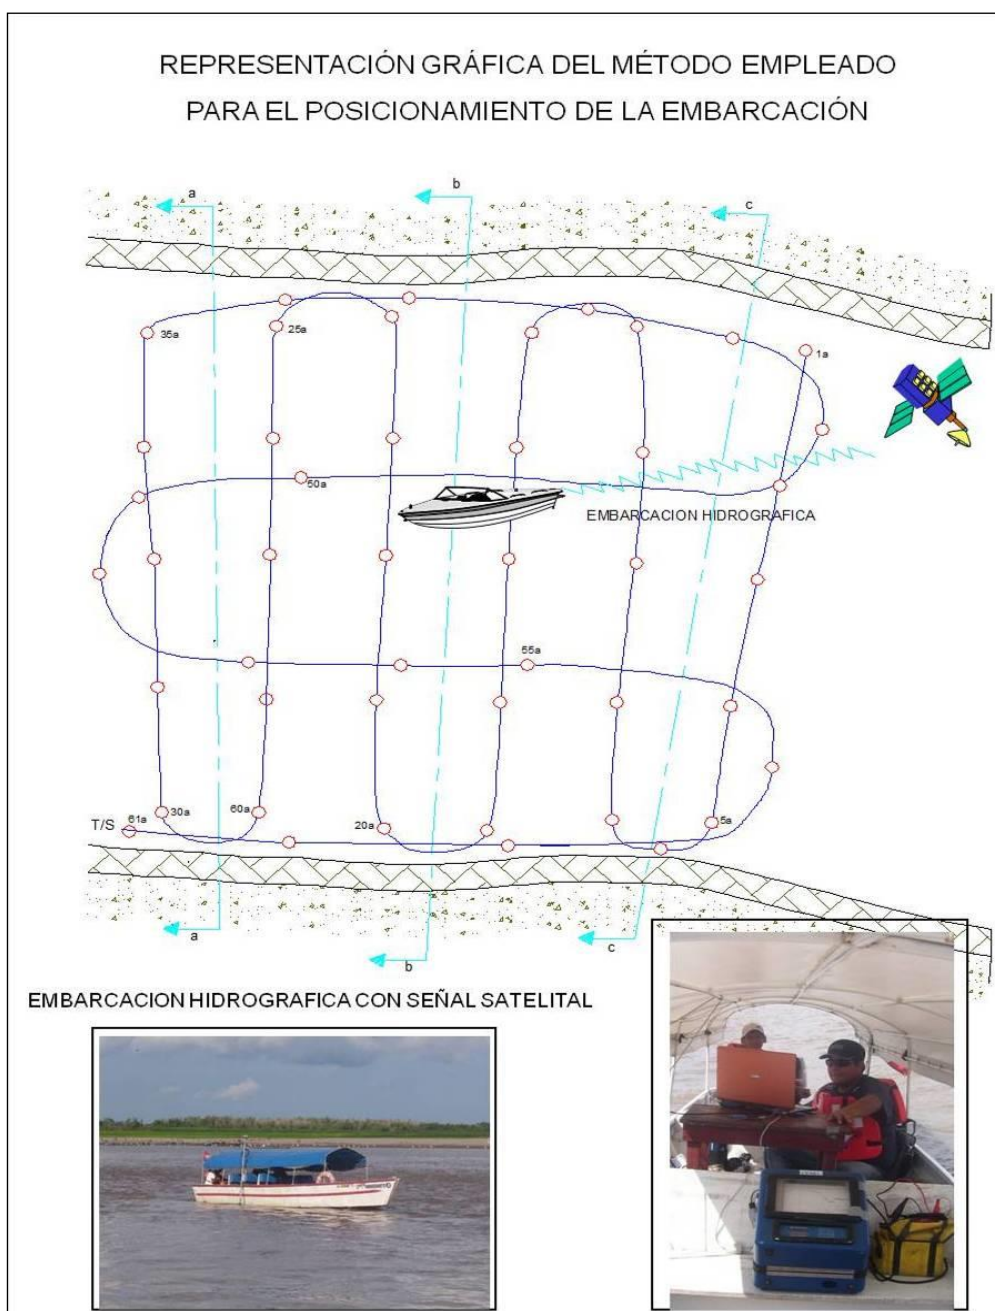 REPRESENTACIÓN GRÁFICA DEL MÉTODO EMPLEADO
PARA EL POSICIONAMIENTO DE LA EMBARCACIÓN
a
b
c
35a
25a
1a
50a
EMBARCACION HIDROGRAFICA
55a
T/S
61a
30a
60a
20a
5a
a
b
c
EMBARCACION HIDROGRAFICA CON SEÑAL SATELITAL